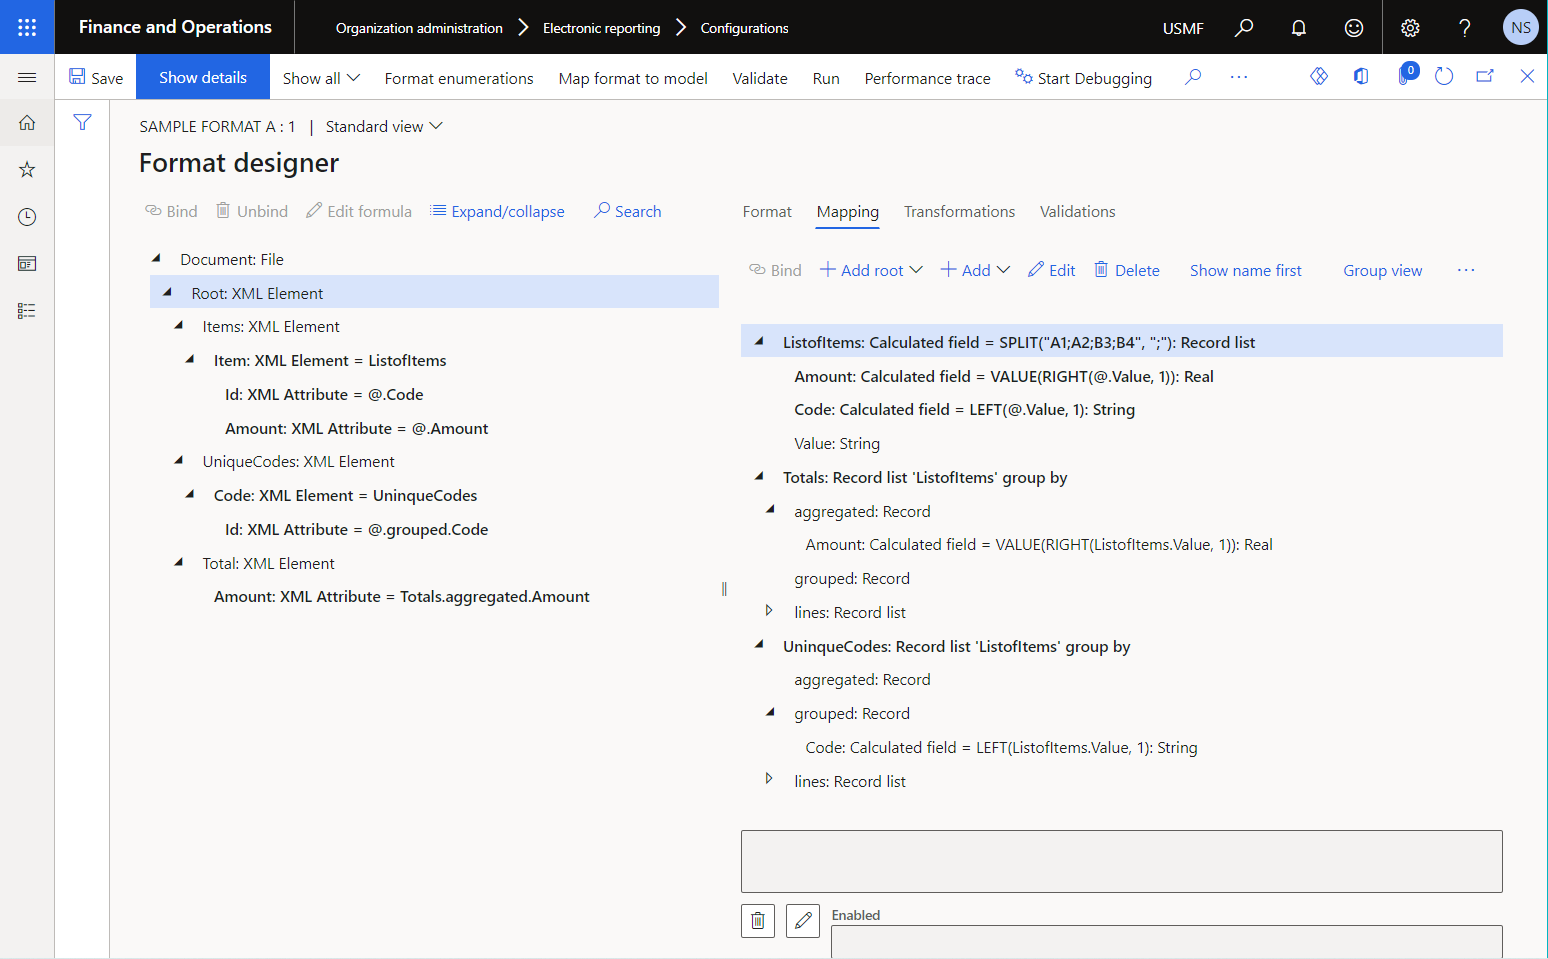 Finance and Operations
Organization administration
Electronic reporting
Configurations
USMF
NS
Save
Show details
Show all
Format enumerations
Map format to model
Validate
Run
Performance trace
Start Debugging
0
SAMPLE FORMAT A : 1 | Standard view
Format designer
Bind
Unbind
Edit formula
Expand/collapse
Search
Document: File
Root: XML Element
Items: XML Element
Item: XML Element = ListofItems
Id: XML Attribute = @.Code
Amount: XML Attribute = @.Amount
UniqueCodes: XML Element
Code: XML Element = UninqueCodes
Id: XML Attribute = @.grouped.Code
Total: XML Element
Amount: XML Attribute = Totals.aggregated.Amount
Format
Mapping
Transformations
Validations
Bind
Add root
Add
Edit
Delete
Show name first
Group view
ListofItems: Calculated field = SPLIT("A1;A2;B3;B4", ";"): Record list
Amount: Calculated field = VALUE(RIGHT(@.Value, 1)): Real
Code: Calculated field = LEFT(@.Value, 1): String
Value: String
Totals: Record list 'ListofItems' group by
aggregated: Record
Amount: Calculated field = VALUE(RIGHT(ListofItems.Value, 1)): Real
grouped: Record
lines: Record list
UninqueCodes: Record list 'ListofItems' group by
aggregated: Record
grouped: Record
Code: Calculated field = LEFT(ListofItems.Value, 1): String
lines: Record list
Enabled